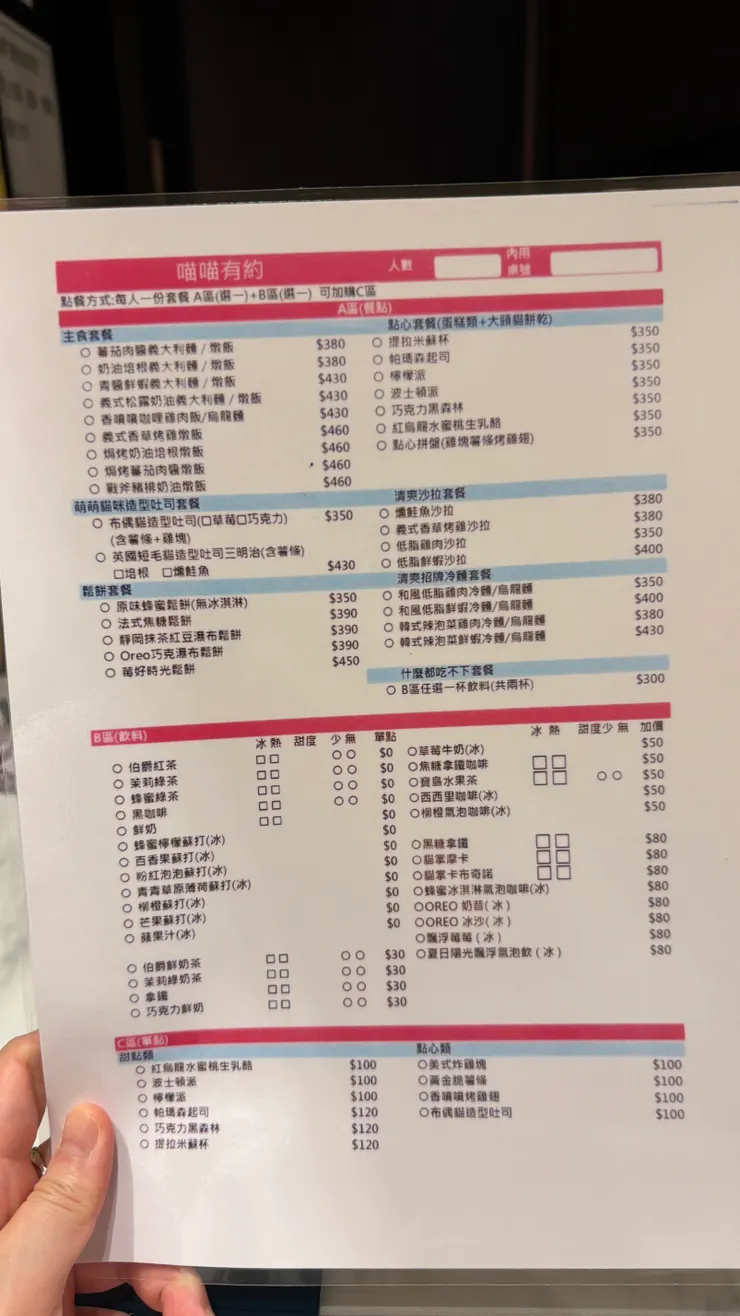 喵喵有約 人數 內用桌號
點餐方式:每人一份套餐 A區(選一)+B區(選一) 可加購C區
A區(餐點)
主食套餐
○ 蕃茄肉醬義大利麵 / 燉飯 $380
○ 奶油培根義大利麵 / 燉飯 $380
○ 青醬鮮蝦義大利麵 / 燉飯 $430
○ 義式松露奶油義大利麵 / 燉飯 $430
○ 香噴噴咖哩雞肉飯/烏龍麵 $430
○ 義式香草烤雞燉飯 $460
○ 焗烤奶油培根燉飯 $460
○ 焗烤蕃茄肉醬燉飯 $460
○ 戰斧豬排奶油燉飯 $460
萌萌貓咪造型吐司套餐
○ 布偶貓造型吐司(□草莓□巧克力) $350
(含薯條+雞塊)
○ 英國短毛貓造型吐司三明治(含薯條)
□培根 □燻鮭魚 $430
鬆餅套餐
○ 原味蜂蜜鬆餅(無冰淇淋) $350
○ 法式焦糖鬆餅 $390
○ 靜岡抹茶紅豆瀑布鬆餅 $390
○ Oreo巧克瀑布鬆餅 $390
○ 莓好時光鬆餅 $450
點心套餐(蛋糕類+大頭貓餅乾)
○ 提拉米蘇杯 $350
○ 帕瑪森起司 $350
○ 檸檬派 $350
○ 波士頓派 $350
○ 巧克力黑森林 $350
○ 紅烏龍水蜜桃生乳酪 $350
○ 點心拼盤(雞塊薯條烤雞翅) $350
清爽沙拉套餐
○ 燻鮭魚沙拉 $380
○ 義式香草烤雞沙拉 $380
○ 低脂雞肉沙拉 $350
○ 低脂鮮蝦沙拉 $400
清爽招牌冷麵套餐
○ 和風低脂雞肉冷麵/烏龍麵 $350
○ 和風低脂鮮蝦冷麵/烏龍麵 $400
○ 韓式辣泡菜雞肉冷麵/烏龍麵 $380
○ 韓式辣泡菜鮮蝦冷麵/烏龍麵 $430
什麼都吃不下套餐
○ B區任選一杯飲料(共兩杯) $300
B區(飲料)
冰 熱 甜度 少 無 單點
○ 伯爵紅茶 □□ ○○ $0
○ 茉莉綠茶 □□ ○○ $0
○ 蜂蜜綠茶 □□ ○○ $0
○ 黑咖啡 □□ ○○ $0
○ 鮮奶 □□ $0
○ 蜂蜜檸檬蘇打(冰) $0
○ 百香果蘇打(冰) $0
○ 粉紅泡泡蘇打(冰) $0
○ 青青草原薄荷蘇打(冰) $0
○ 柳橙蘇打(冰) $0
○ 芒果蘇打(冰) $0
○ 蘋果汁(冰)
○ 伯爵鮮奶茶 □□ ○○ $30
○ 茉莉綠奶茶 □□ ○○ $30
○ 拿鐵 □□ ○○ $30
○ 巧克力鮮奶 □□ ○○ $30
冰 熱 甜度少 無 加價
○草莓牛奶(冰) $50
○焦糖拿鐵咖啡 □□ $50
○寶島水果茶 □□ ○○ $50
○西西里咖啡(冰) $50
○柳橙氣泡咖啡(冰) $50
○黑糖拿鐵 □□ $80
○貓掌摩卡 □□ $80
○貓掌卡布奇諾 □□ $80
○蜂蜜冰淇淋氣泡咖啡(冰) $80
○OREO 奶昔(冰) $80
○OREO 冰沙(冰) $80
○飄浮莓莓(冰) $80
○夏日陽光飄浮氣泡飲(冰) $80
C區(單點)
甜點類
○ 紅烏龍水蜜桃生乳酪 $100
○ 波士頓派 $100
○ 檸檬派 $100
○ 帕瑪森起司 $120
○ 巧克力黑森林 $120
○ 提拉米蘇杯 $120
點心類
○美式炸雞塊 $100
○黃金脆薯條 $100
○香噴噴烤雞翅 $100
○布偶貓造型吐司 $100